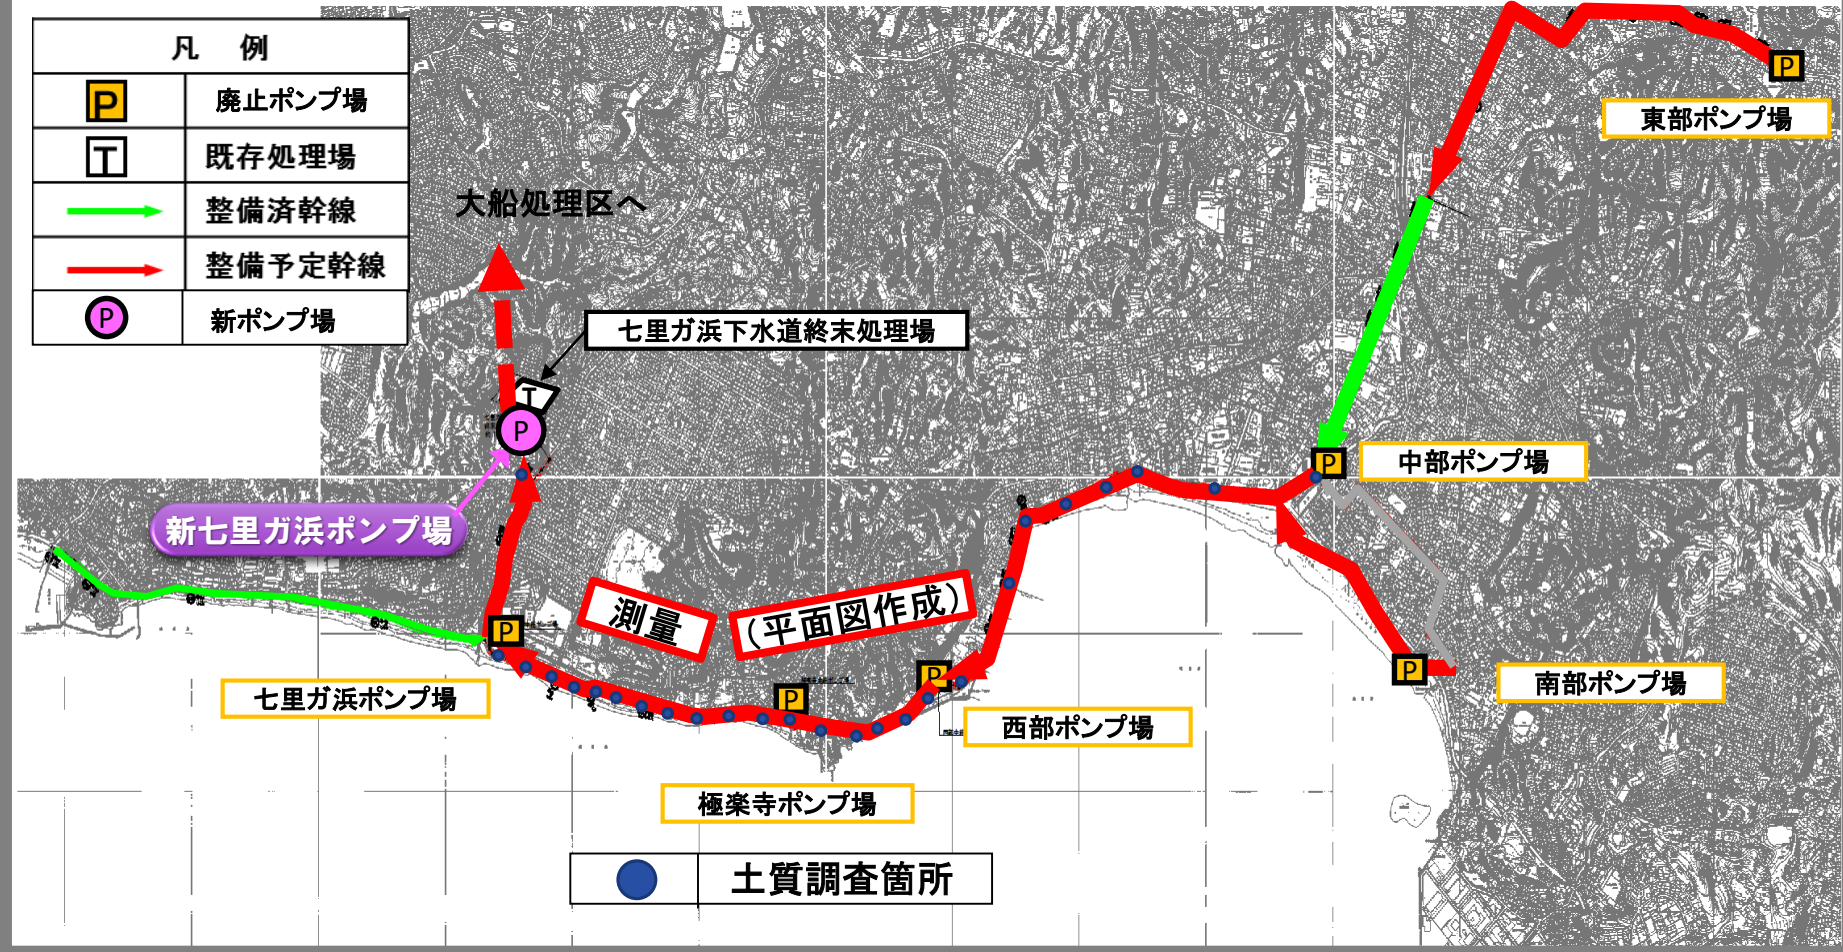 凡 例
P 廃止ポンプ場
T 既存処理場
整備済幹線
整備予定幹線
P 新ポンプ場
大船処理区へ
七里ガ浜下水道終末処理場
T
P
新七里ガ浜ポンプ場
P
東部ポンプ場
P
中部ポンプ場
測量
（平面図作成）
P
七里ガ浜ポンプ場
P
極楽寺ポンプ場
P
西部ポンプ場
P
南部ポンプ場
土質調査箇所